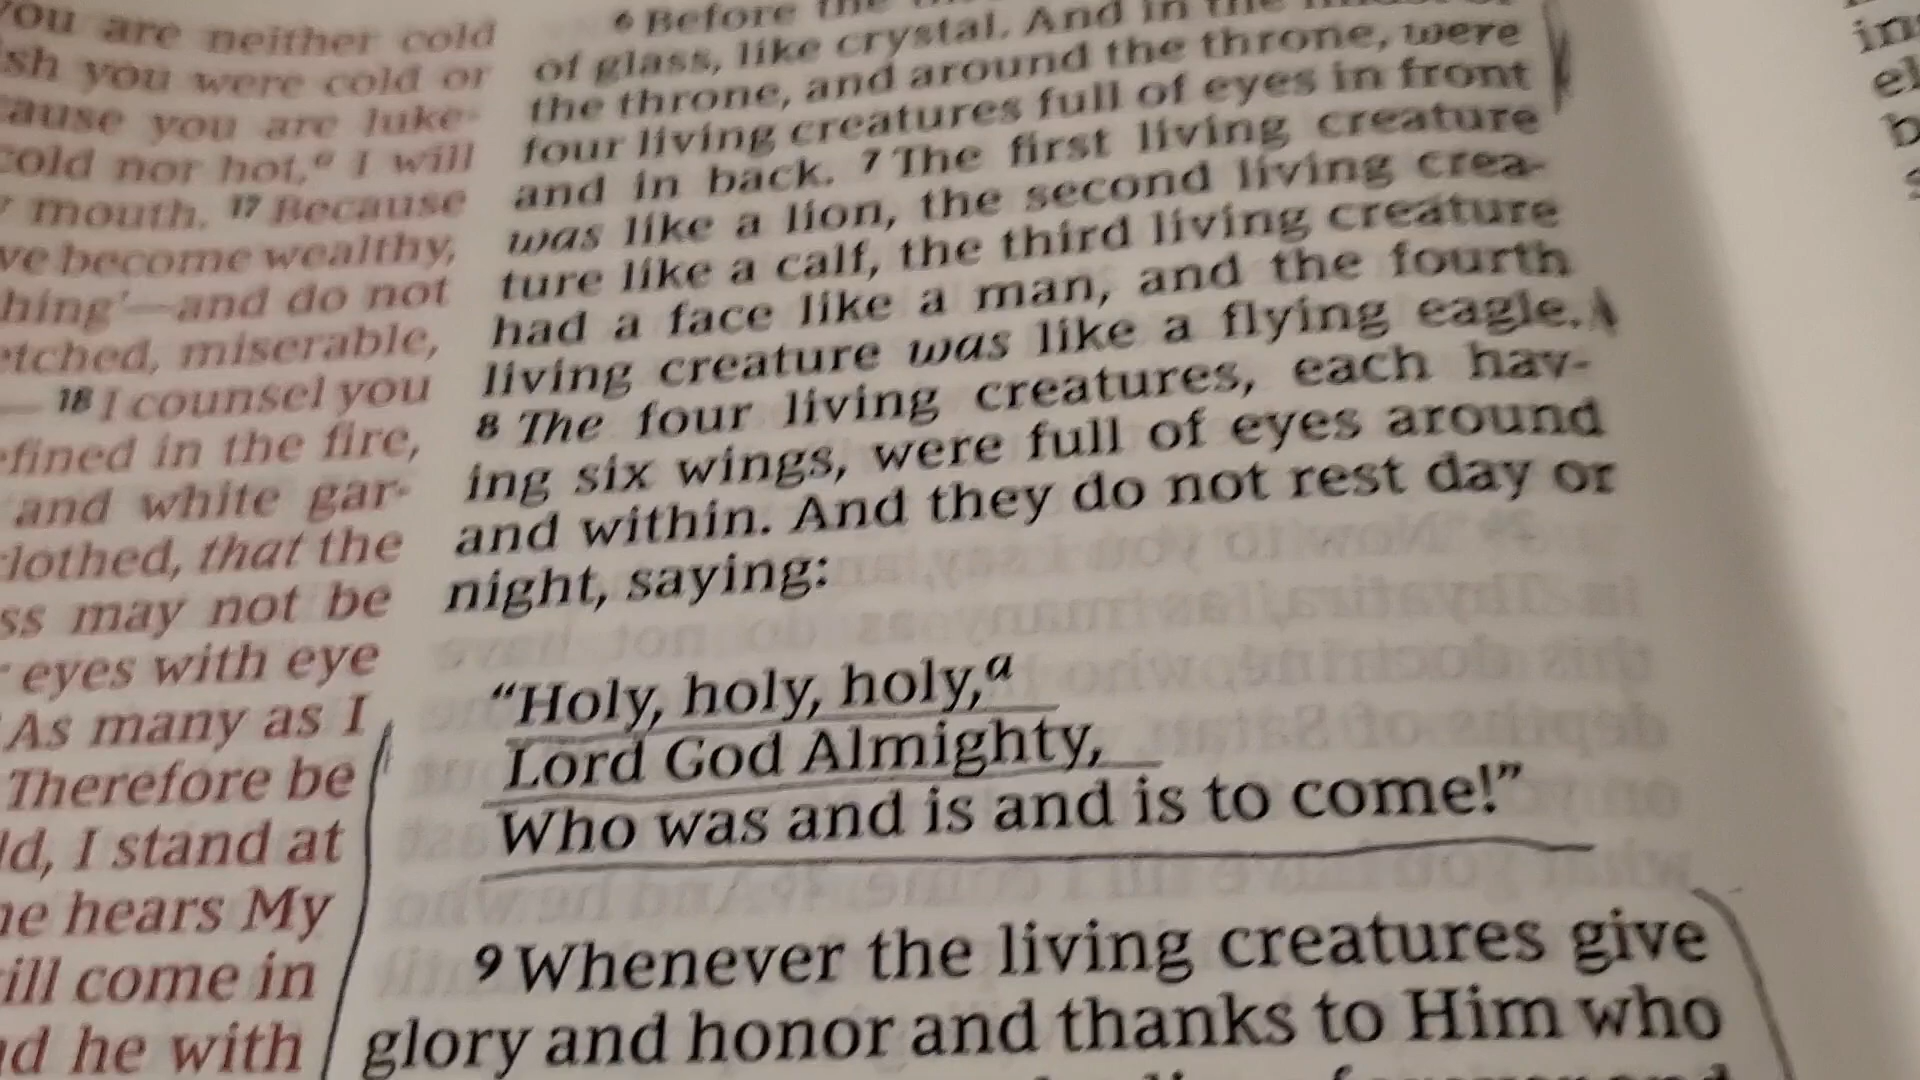 ou are neither cold
sh you were cold or
ause you are luke-
cold nor hot,a I will
mouth. 17 Because
ve become wealthy,
hing'—and do not
etched, miserable,
— 18 I counsel you
fined in the fire,
and white gar-
lothed, that the
ss may not be
eyes with eye
As many as I
Therefore be
ld, I stand at
ne hears My
ill come in
d he with
6 Before the
of glass, like crystal. And in the
the throne, and around the throne, were
four living creatures full of eyes in front
and in back. 7 The first living creature
was like a lion, the second living crea-
ture like a calf, the third living creature
had a face like a man, and the fourth
living creature was like a flying eagle.
8 The four living creatures, each hav-
ing six wings, were full of eyes around
and within. And they do not rest day or
night, saying:
“Holy, holy, holy,a
Lord God Almighty,
Who was and is and is to come!”
9 Whenever the living creatures give
glory and honor and thanks to Him who